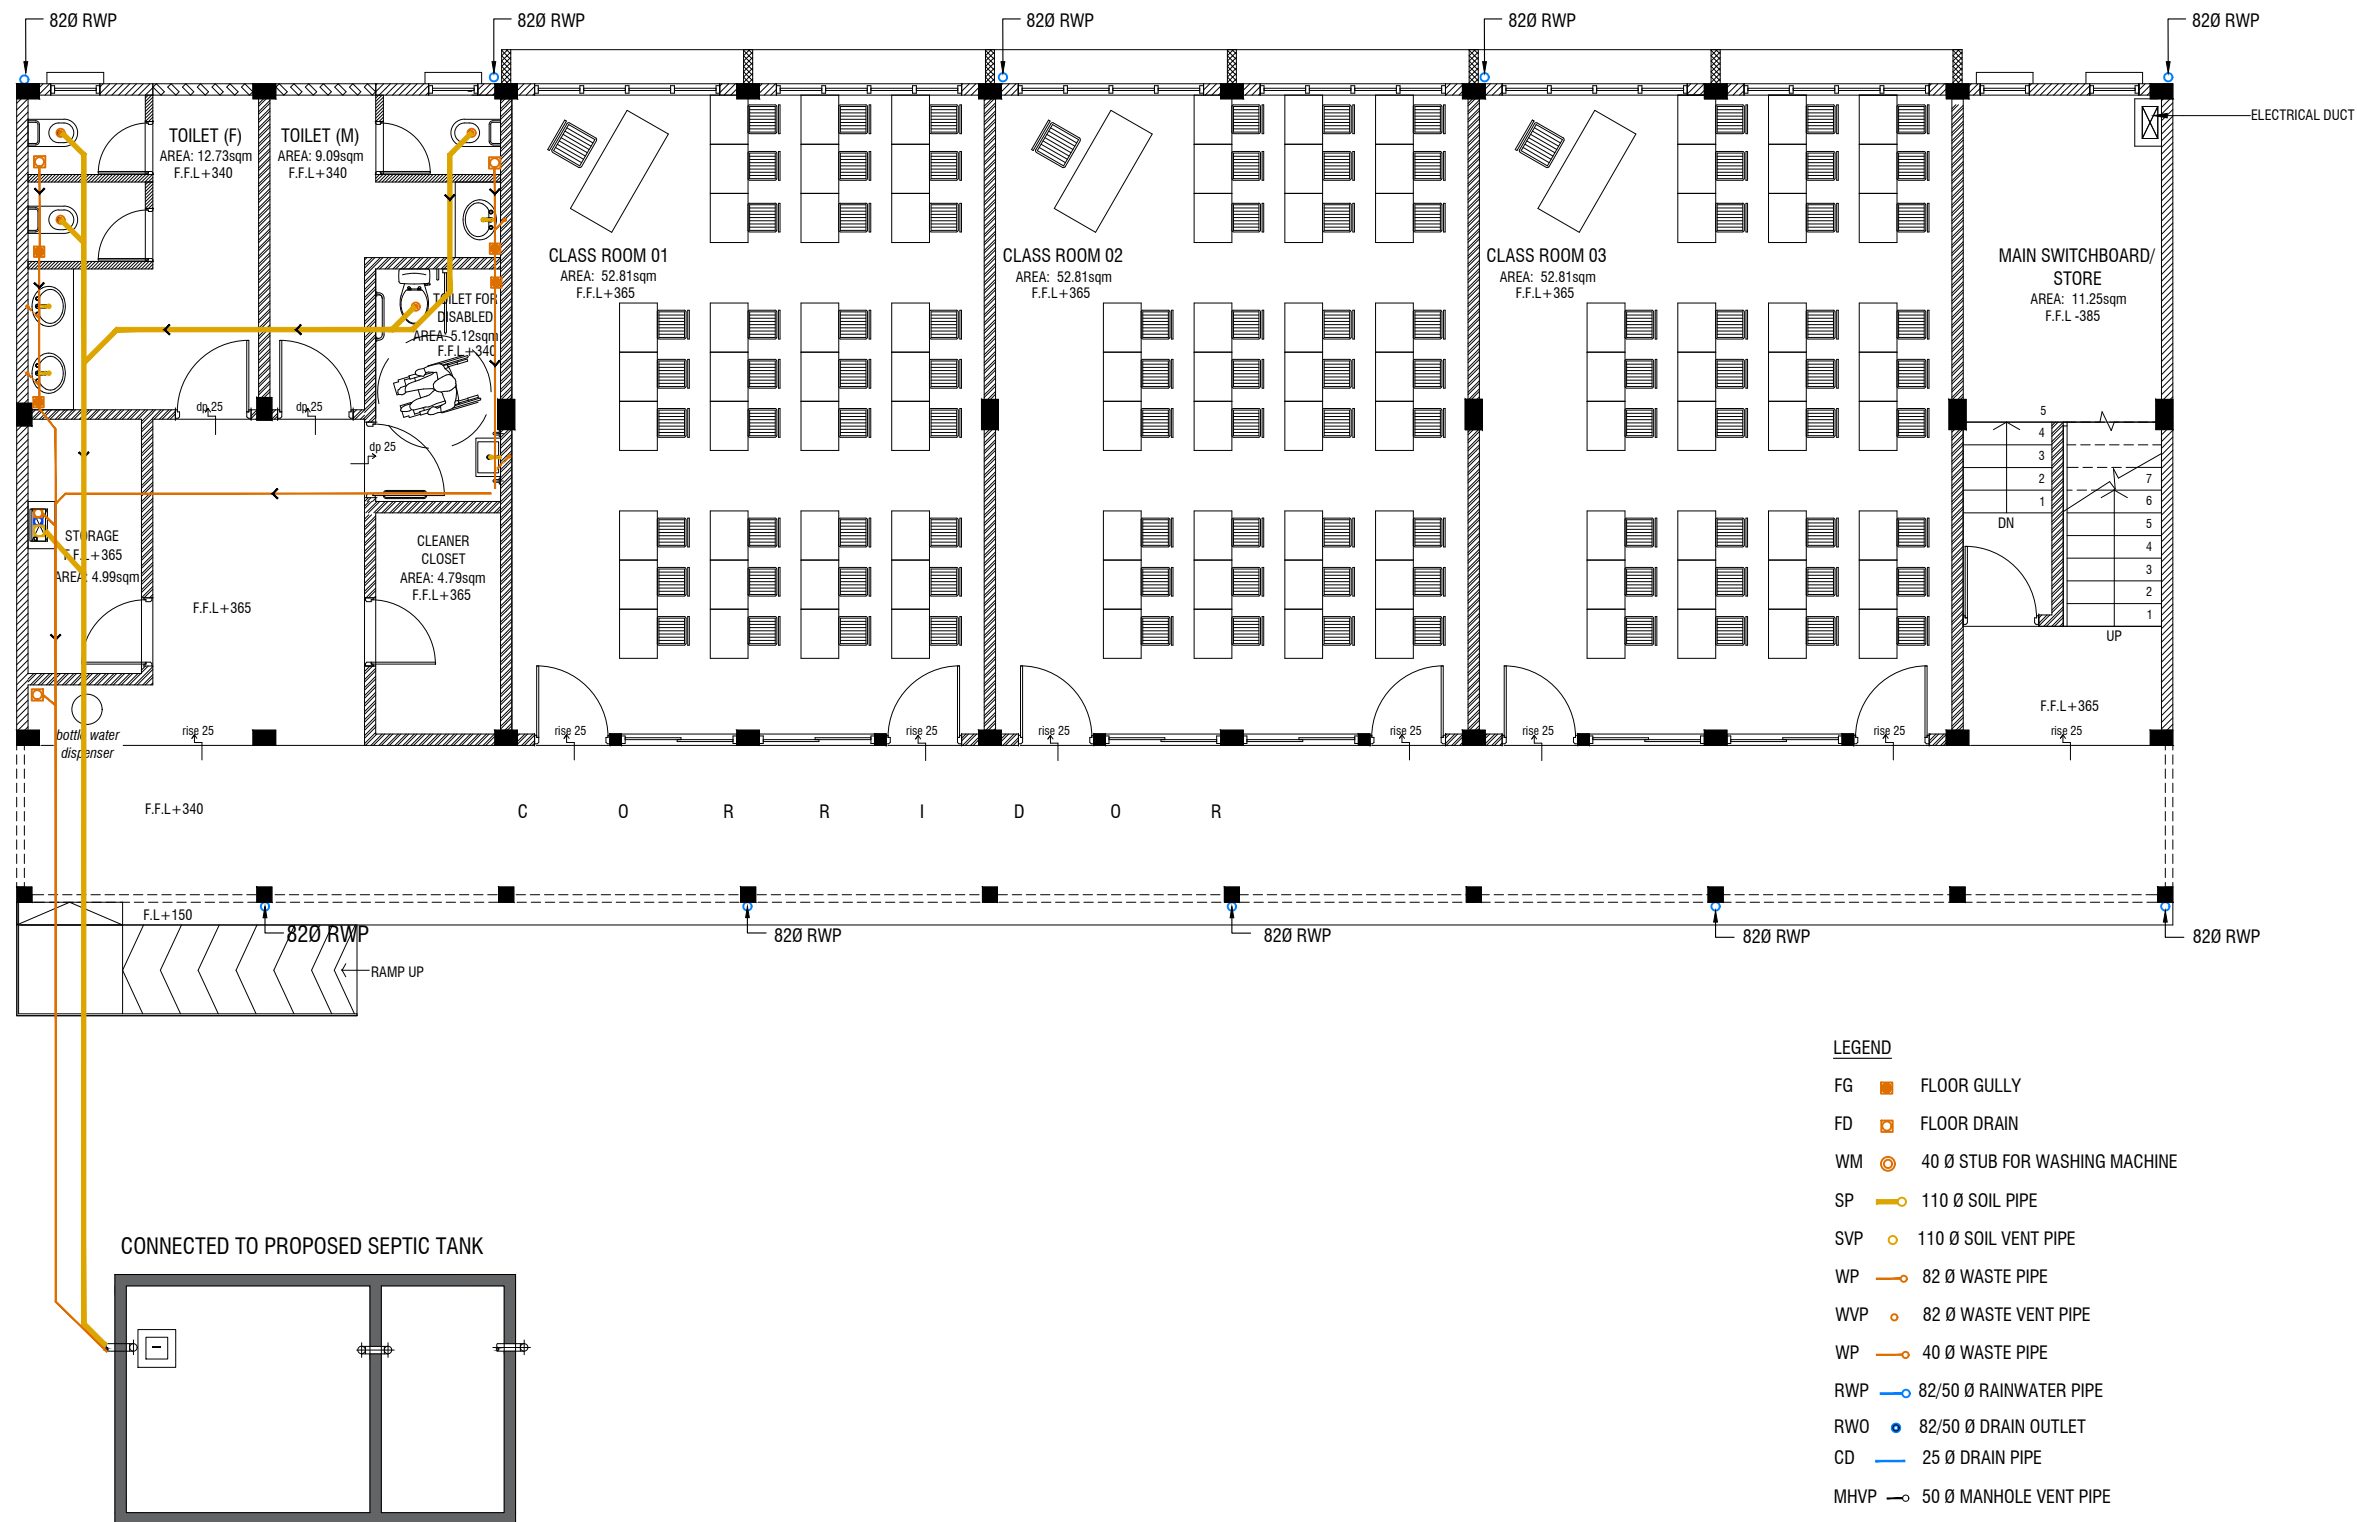 82Ø RWP
82Ø RWP
82Ø RWP
82Ø RWP
82Ø RWP
ELECTRICAL DUCT
TOILET (F)
AREA: 12.73sqm
F.F.L+340
TOILET (M)
AREA: 9.09sqm
F.F.L+340
CLASS ROOM 01
AREA: 52.81sqm
F.F.L+365
CLASS ROOM 02
AREA: 52.81sqm
F.F.L+365
CLASS ROOM 03
AREA: 52.81sqm
F.F.L+365
MAIN SWITCHBOARD/
STORE
AREA: 11.25sqm
F.F.L -385
TOILET FOR
DISABLED
AREA: 5.12sqm
F.F.L+340
dp 25
dp 25
dp 25
5
4
3
2
1
DN
7
6
5
4
3
2
1
UP
STORAGE
F.F.L+365
AREA: 4.99sqm
CLEANER
CLOSET
AREA: 4.79sqm
F.F.L+365
F.F.L+365
F.F.L+365
bottle water
dispenser
rise 25
rise 25
rise 25
rise 25
rise 25
rise 25
rise 25
rise 25
F.F.L+340
C O R R I D O R
F.L+150
82Ø RWP
82Ø RWP
82Ø RWP
82Ø RWP
82Ø RWP
RAMP UP
CONNECTED TO PROPOSED SEPTIC TANK
LEGEND
FG FLOOR GULLY
FD FLOOR DRAIN
WM 40 Ø STUB FOR WASHING MACHINE
SP 110 Ø SOIL PIPE
SVP 110 Ø SOIL VENT PIPE
WP 82 Ø WASTE PIPE
WVP 82 Ø WASTE VENT PIPE
WP 40 Ø WASTE PIPE
RWP 82/50 Ø RAINWATER PIPE
RWO 82/50 Ø DRAIN OUTLET
CD 25 Ø DRAIN PIPE
MHVP 50 Ø MANHOLE VENT PIPE